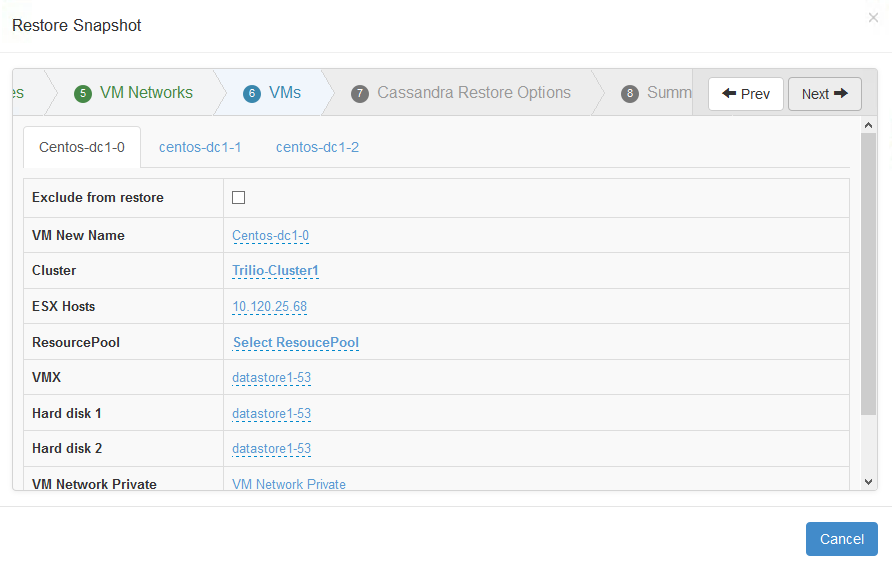 Restore Snapshot
×
es
5 VM Networks
6 VMs
7 Cassandra Restore Options
8 Summ
Prev
Next
Centos-dc1-0
centos-dc1-1
centos-dc1-2
Exclude from restore
VM New Name Centos-dc1-0
Cluster Trilio-Cluster1
ESX Hosts 10.120.25.68
ResourcePool Select ResoucePool
VMX datastore1-53
Hard disk 1 datastore1-53
Hard disk 2 datastore1-53
VM Network Private VM Network Private
Cancel